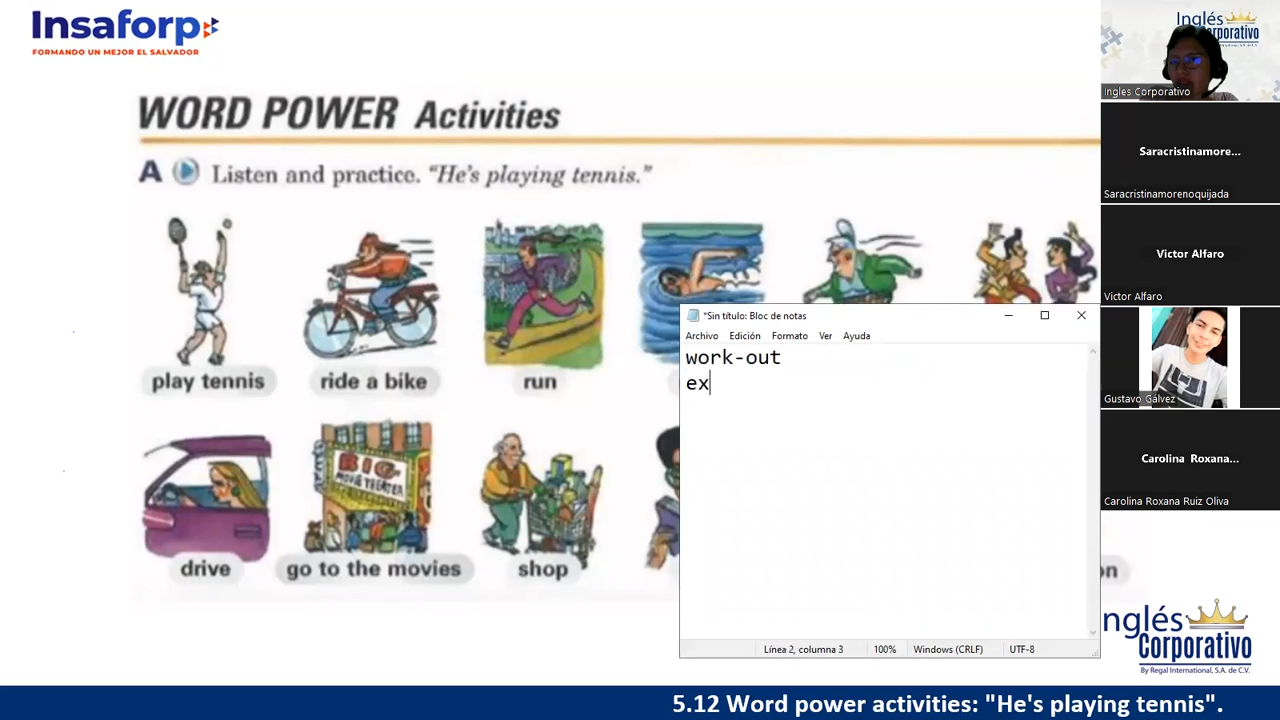 Insaforp
FORMANDO UN MEJOR EL SALVADOR
WORD POWER Activities
A Listen and practice. "He's playing tennis."
play tennis
ride a bike
run
BIG
MOVIE THEATER
drive
go to the movies
shop
on
*Sin título: Bloc de notas
Archivo Edición Formato Ver Ayuda
work-out
ex
Línea 2, columna 3 100% Windows (CRLF) UTF-8
Inglés
Corporativo
Ingles Corporativo
Saracristinamore...
Saracristinamorenoquijada
Victor Alfaro
Victor Alfaro
Gustavo Galvez
Carolina Roxana...
Carolina Roxana Ruiz Oliva
Inglés
Corporativo
By Regal International, S.A. de C.V.
5.12 Word power activities: "He's playing tennis".